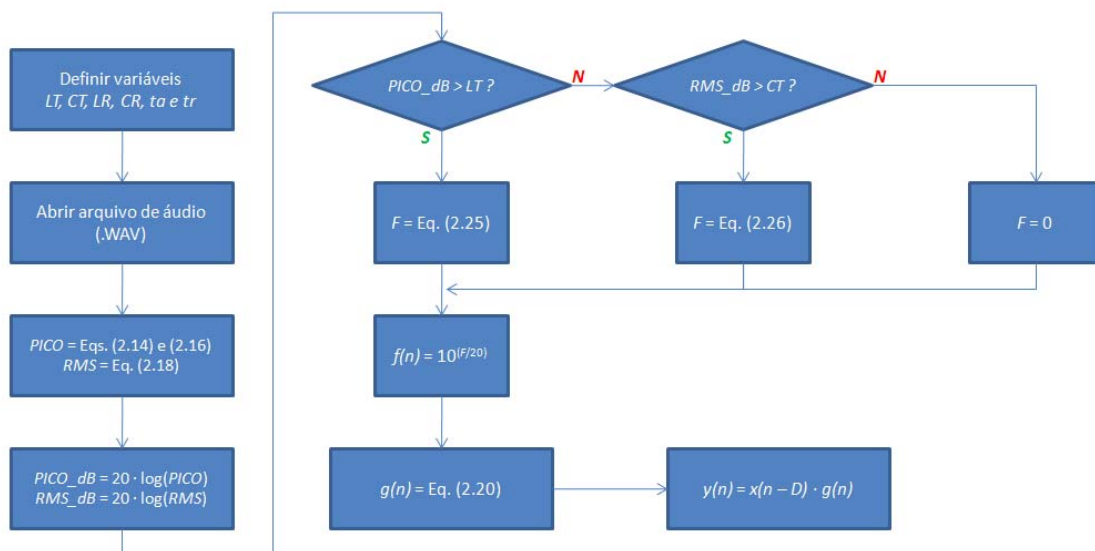 Definir variáveis
LT, CT, LR, CR, ta e tr
Abrir arquivo de áudio
(.WAV)
PICO = Eqs. (2.14) e (2.16)
RMS = Eq. (2.18)
PICO_dB = 20 · log(PICO)
RMS_dB = 20 · log(RMS)
PICO_dB > LT ?
N
S
RMS_dB > CT ?
N
S
F = Eq. (2.25)
F = Eq. (2.26)
F = 0
f(n) = 10^(F/20)
g(n) = Eq. (2.20)
y(n) = x(n – D) · g(n)